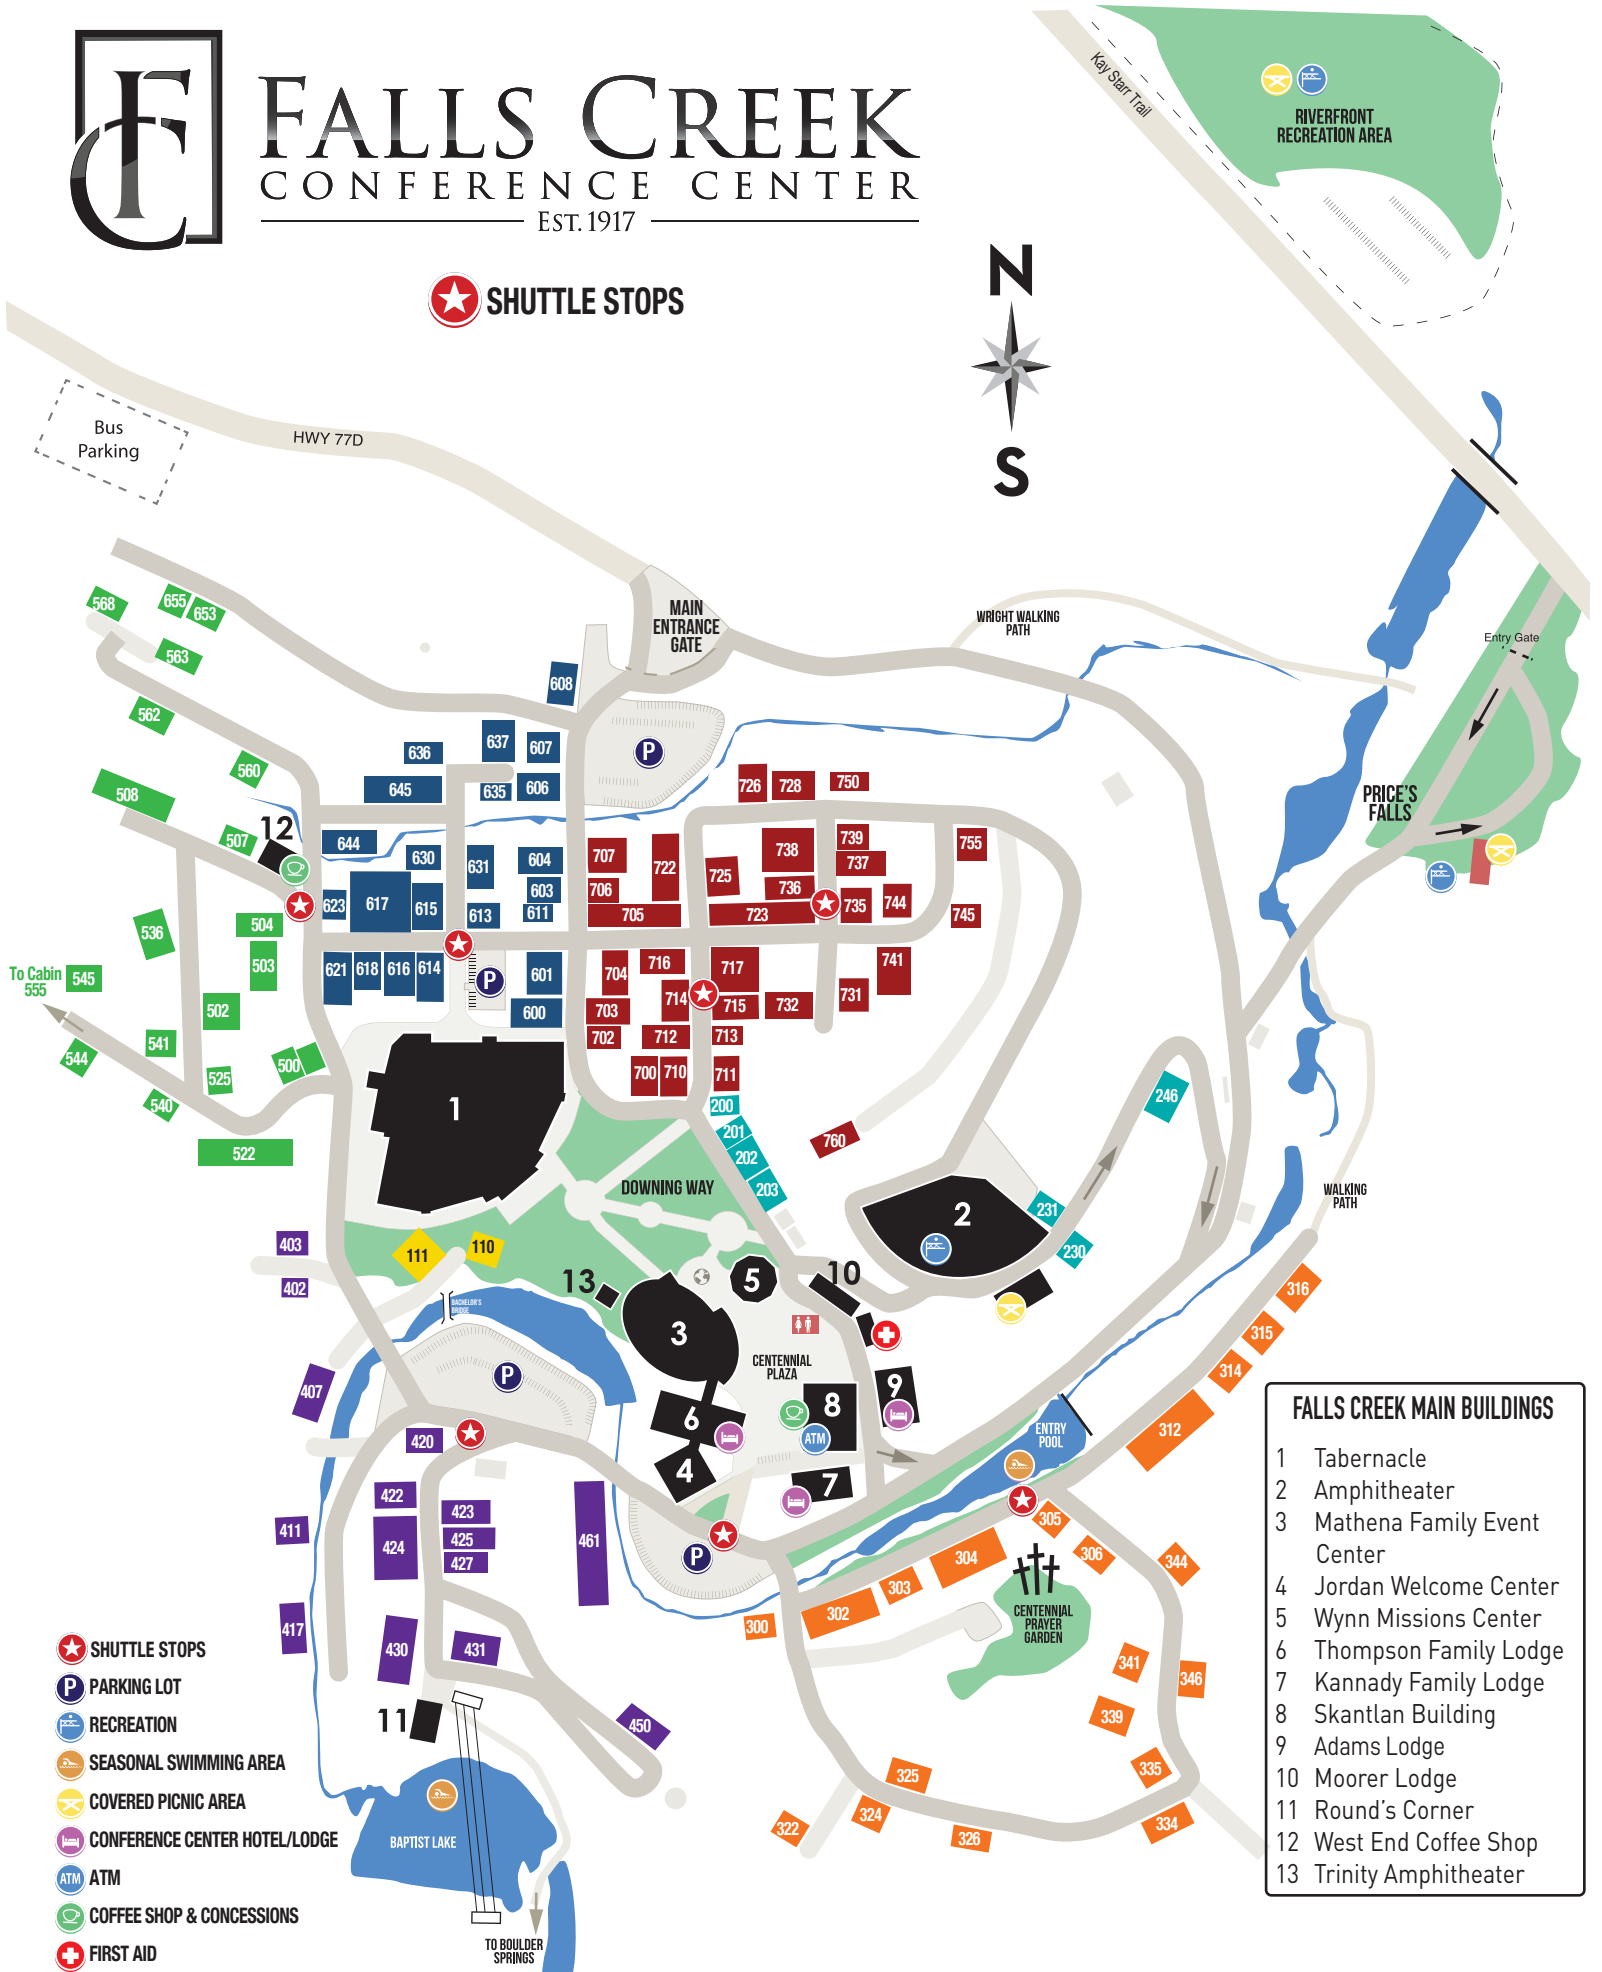 FALLS CREEK
CONFERENCE CENTER
EST. 1917
SHUTTLE STOPS
Kay Starr Trail
RIVERFRONT
RECREATION AREA
N
S
Bus
Parking
HWY 77D
MAIN
ENTRANCE
GATE
WRIGHT WALKING
PATH
Entry Gate
PRICE'S
FALLS
568
655
653
563
562
560
508
507
12
504
503
536
To Cabin
555
545
502
541
544
525
500
540
522
608
636
637
607
645
635
606
P
644
630
631
604
603
611
623
617
615
613
621
618
616
614
P
601
600
726
728
750
707
722
725
738
739
737
755
706
736
705
723
735
744
745
704
716
717
741
714
715
732
731
703
702
712
713
700
710
711
760
1
200
201
202
203
246
DOWNING WAY
2
231
230
WALKING
PATH
403
402
111
110
13
5
10
BACHELOR'S
BRIDGE
3
CENTENNIAL
PLAZA
316
315
314
312
407
P
420
6
8
ATM
9
4
7
ENTRY
POOL
422
423
411
424
425
427
461
P
305
306
304
344
303
302
300
CENTENNIAL
PRAYER
GARDEN
417
430
431
341
346
339
11
450
335
325
324
322
326
334
BAPTIST LAKE
TO BOULDER
SPRINGS
SHUTTLE STOPS
P PARKING LOT
RECREATION
SEASONAL SWIMMING AREA
COVERED PICNIC AREA
CONFERENCE CENTER HOTEL/LODGE
ATM ATM
COFFEE SHOP & CONCESSIONS
FIRST AID
FALLS CREEK MAIN BUILDINGS
1 Tabernacle
2 Amphitheater
3 Mathena Family Event
Center
4 Jordan Welcome Center
5 Wynn Missions Center
6 Thompson Family Lodge
7 Kannady Family Lodge
8 Skantlan Building
9 Adams Lodge
10 Moorer Lodge
11 Round's Corner
12 West End Coffee Shop
13 Trinity Amphitheater